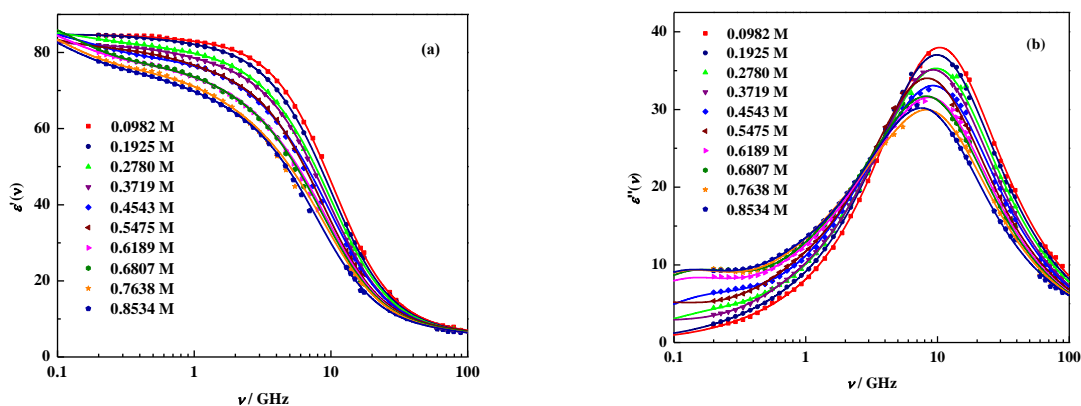 (a)
80
60
40
20
0
ε'(ν)
0.0982 M
0.1925 M
0.2780 M
0.3719 M
0.4543 M
0.5475 M
0.6189 M
0.6807 M
0.7638 M
0.8534 M
0.1 1 10 100
ν / GHz
(b)
40
30
20
10
0
ε''(ν)
0.0982 M
0.1925 M
0.2780 M
0.3719 M
0.4543 M
0.5475 M
0.6189 M
0.6807 M
0.7638 M
0.8534 M
0.1 1 10 100
ν / GHz